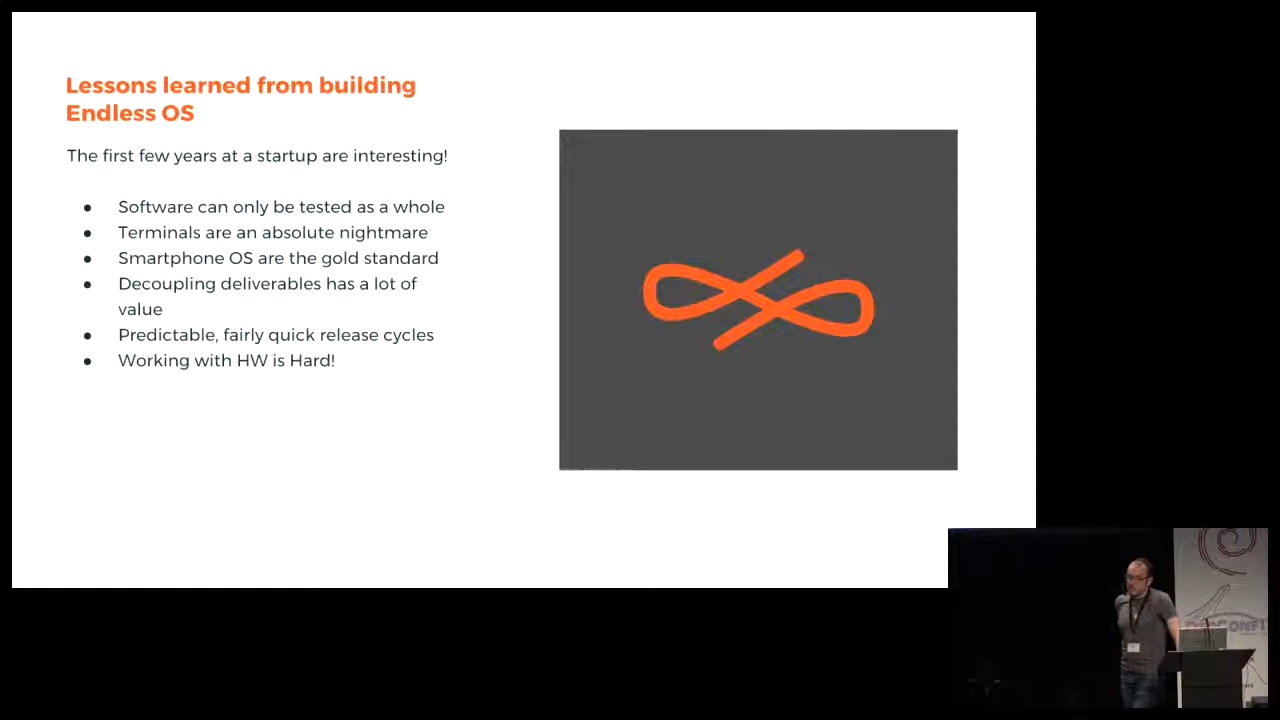 Lessons learned from building
Endless OS
The first few years at a startup are interesting!
● Software can only be tested as a whole
● Terminals are an absolute nightmare
● Smartphone OS are the gold standard
● Decoupling deliverables has a lot of
value
● Predictable, fairly quick release cycles
● Working with HW is Hard!